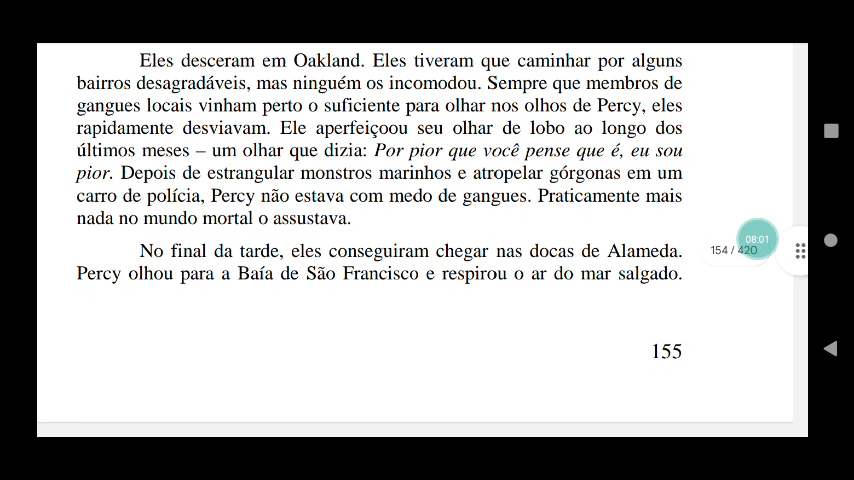 Eles desceram em Oakland. Eles tiveram que caminhar por alguns
bairros desagradáveis, mas ninguém os incomodou. Sempre que membros de
gangues locais vinham perto o suficiente para olhar nos olhos de Percy, eles
rapidamente desviavam. Ele aperfeiçoou seu olhar de lobo ao longo dos
últimos meses – um olhar que dizia: Por pior que você pense que é, eu sou
pior. Depois de estrangular monstros marinhos e atropelar górgonas em um
carro de polícia, Percy não estava com medo de gangues. Praticamente mais
nada no mundo mortal o assustava.
No final da tarde, eles conseguiram chegar nas docas de Alameda.
Percy olhou para a Baía de São Francisco e respirou o ar do mar salgado.
155
08:01
154 / 420